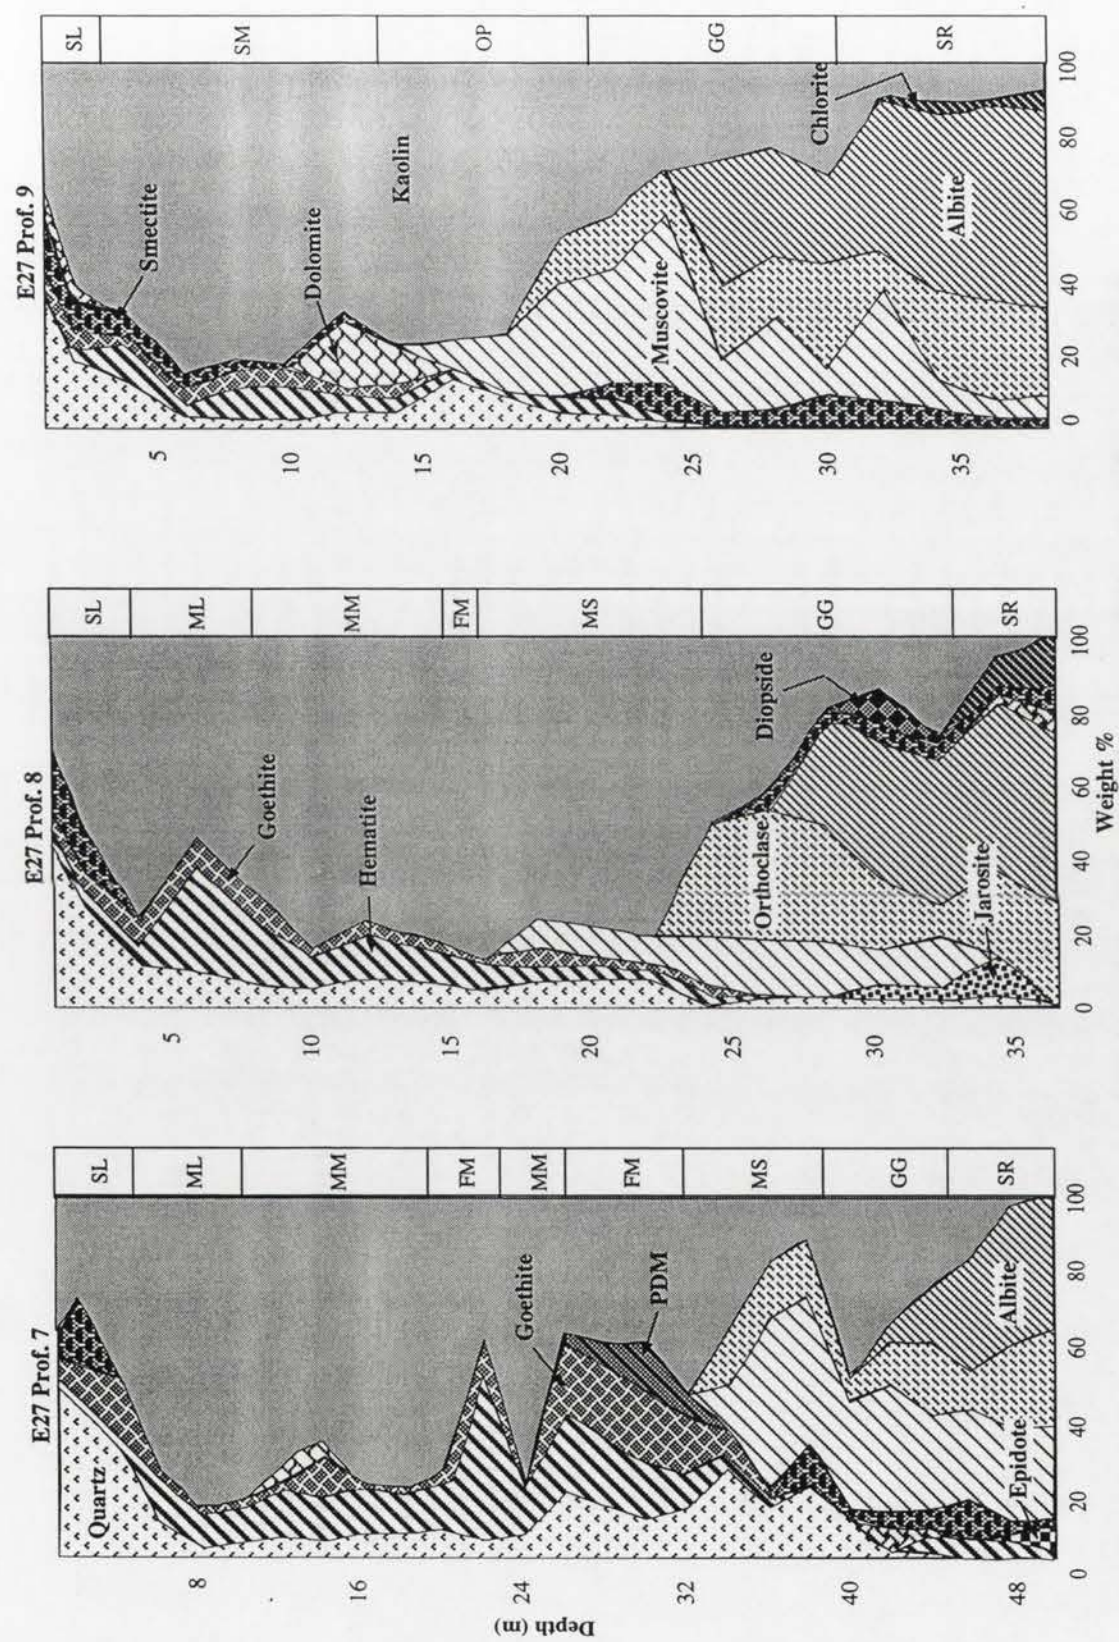 E27 Prof. 7
Quartz
Goethite
PDM
Epidote
Albite
SL
ML
MM
FM
MM
FM
MS
GG
SR
8
16
24
32
40
48
Depth (m)
0 20 40 60 80 100
E27 Prof. 8
Goethite
Hematite
Orthoclase
Diopside
Jarosite
SL
ML
MM
FM
MS
GG
SR
5
10
15
20
25
30
35
0 20 40 60 80 100
Weight %
E27 Prof. 9
Smectite
Dolomite
Kaolin
Muscovite
Chlorite
Albite
SL
SM
OP
GG
SR
5
10
15
20
25
30
35
0 20 40 60 80 100